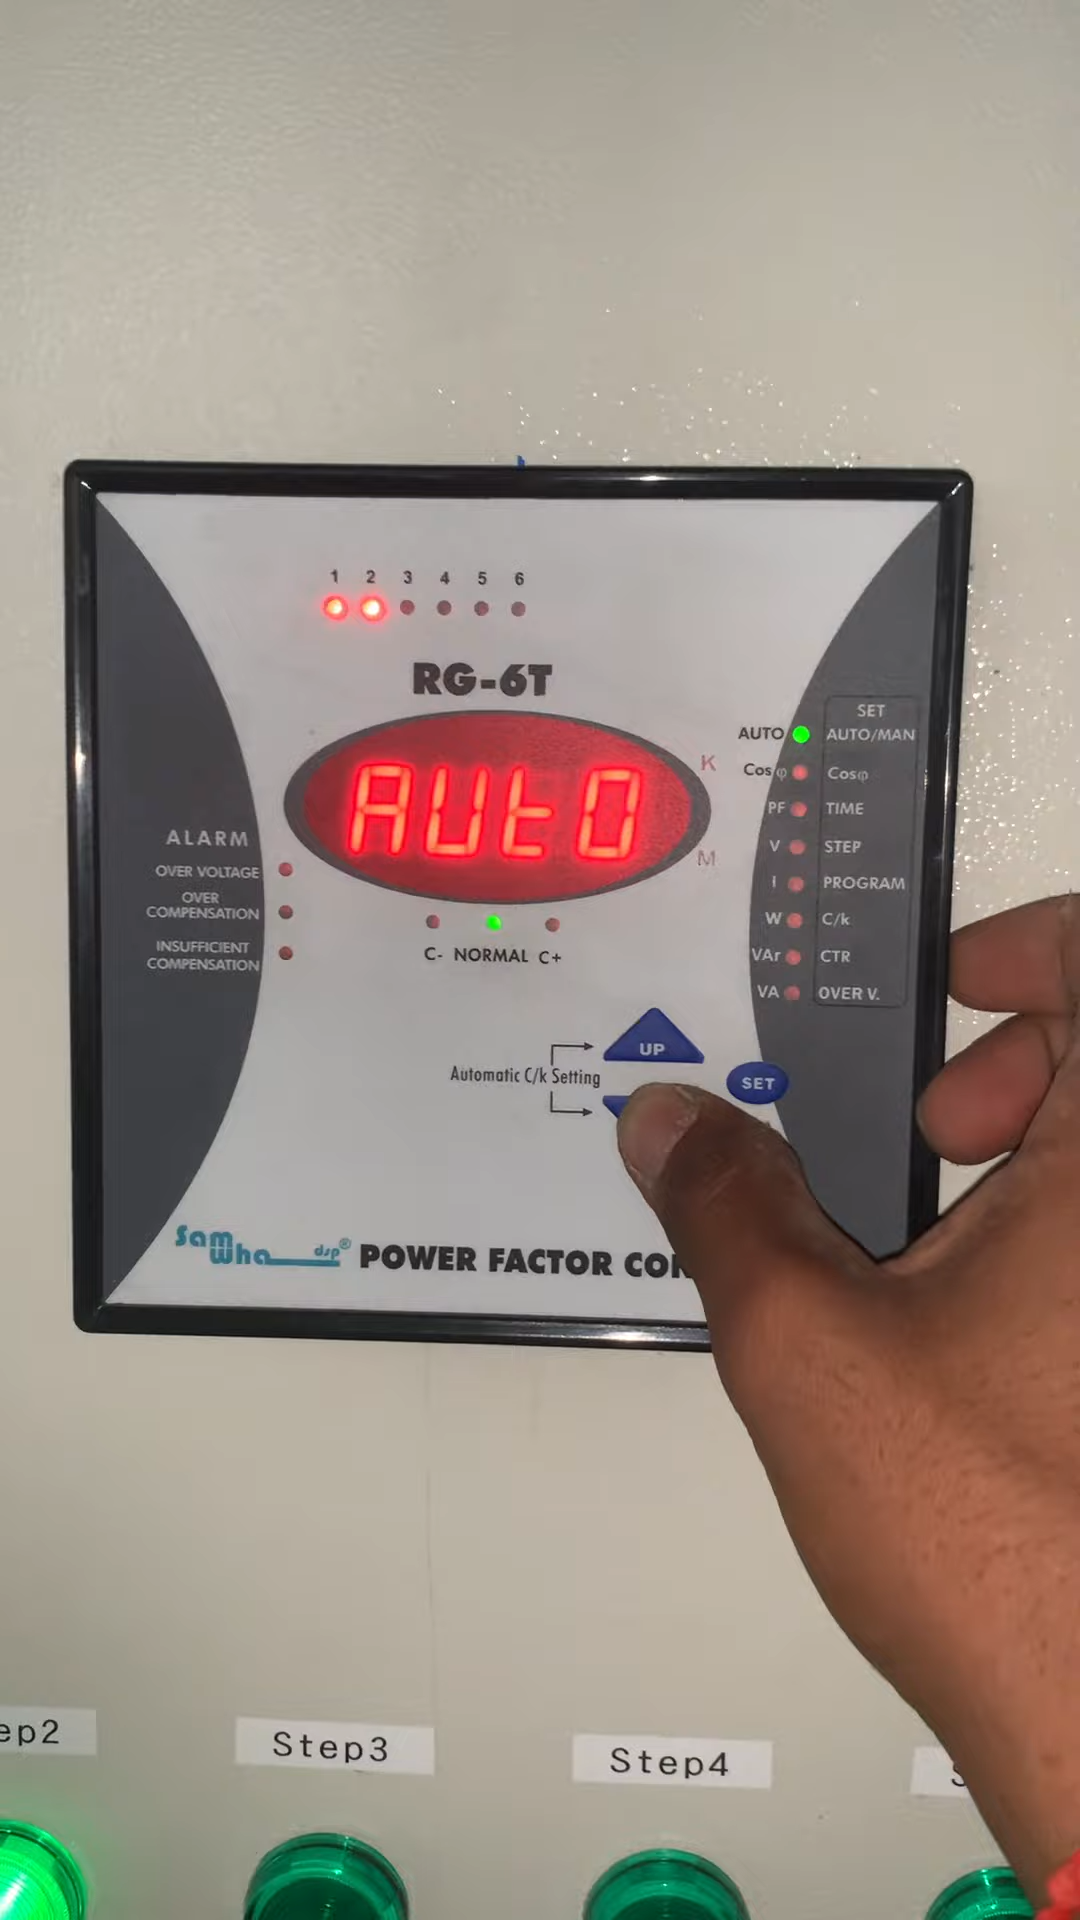 1 2 3 4 5 6
RG-6T
AUtO
K
M
SET
AUTO AUTO/MAN
Cos φ Cosφ
PF TIME
V STEP
I PROGRAM
W C/k
VAr CTR
VA OVER V.
ALARM
OVER VOLTAGE
OVER
COMPENSATION
INSUFFICIENT
COMPENSATION
C- NORMAL C+
UP
Automatic C/k Setting
SET
Samwha dsp® POWER FACTOR CON
ep2
Step3
Step4